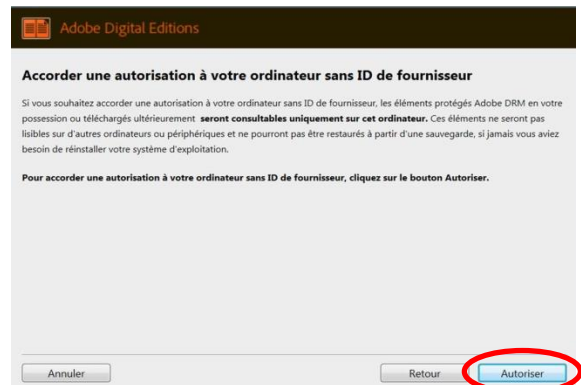 Adobe Digital Editions
Accorder une autorisation à votre ordinateur sans ID de fournisseur
Si vous souhaitez accorder une autorisation à votre ordinateur sans ID de fournisseur, les éléments protégés Adobe DRM en votre
possession ou téléchargés ultérieurement seront consultables uniquement sur cet ordinateur. Ces éléments ne seront pas
lisibles sur d'autres ordinateurs ou périphériques et ne pourront pas être restaurés à partir d'une sauvegarde, si jamais vous aviez
besoin de réinstaller votre système d'exploitation.
Pour accorder une autorisation à votre ordinateur sans ID de fournisseur, cliquez sur le bouton Autoriser.
Annuler Retour Autoriser